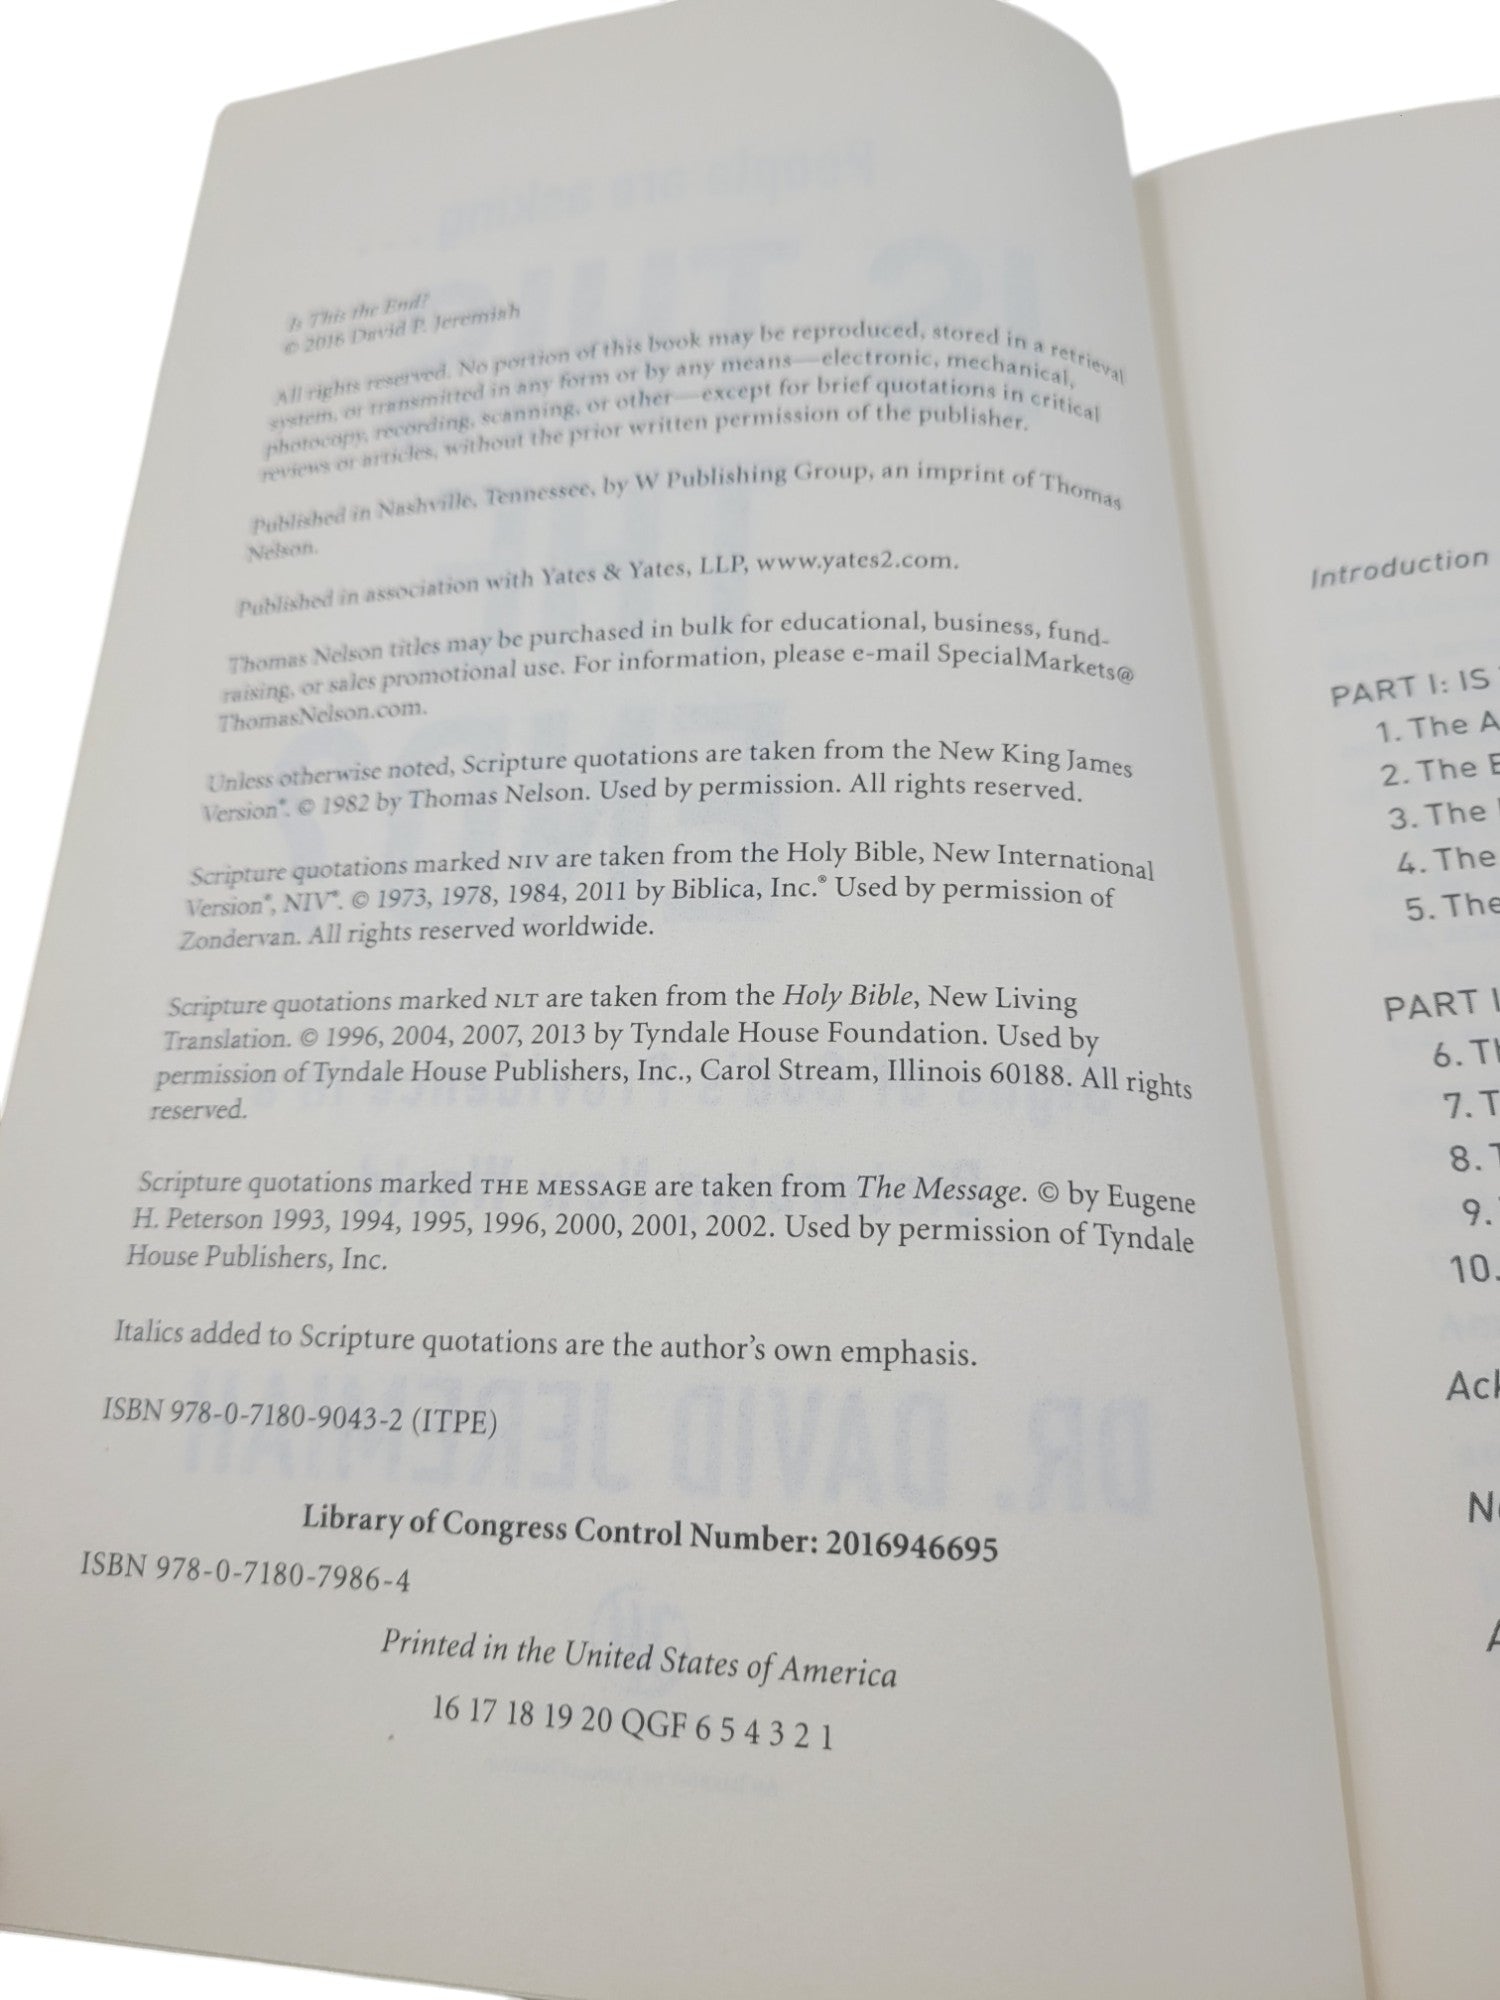 Is This the End?
© 2016 David P. Jeremiah
All rights reserved. No portion of this book may be reproduced, stored in a retrieval
system, or transmitted in any form or by any means—electronic, mechanical,
photocopy, recording, scanning, or other—except for brief quotations in critical
reviews or articles, without the prior written permission of the publisher.
Published in Nashville, Tennessee, by W Publishing Group, an imprint of Thomas
Nelson.
Published in association with Yates & Yates, LLP, www.yates2.com.
Thomas Nelson titles may be purchased in bulk for educational, business, fund-
raising, or sales promotional use. For information, please e-mail SpecialMarkets@
ThomasNelson.com.
Unless otherwise noted, Scripture quotations are taken from the New King James
Version®. © 1982 by Thomas Nelson. Used by permission. All rights reserved.
Scripture quotations marked NIV are taken from the Holy Bible, New International
Version®, NIV®. © 1973, 1978, 1984, 2011 by Biblica, Inc.® Used by permission of
Zondervan. All rights reserved worldwide.
Scripture quotations marked NLT are taken from the Holy Bible, New Living
Translation. © 1996, 2004, 2007, 2013 by Tyndale House Foundation. Used by
permission of Tyndale House Publishers, Inc., Carol Stream, Illinois 60188. All rights
reserved.
Scripture quotations marked THE MESSAGE are taken from The Message. © by Eugene
H. Peterson 1993, 1994, 1995, 1996, 2000, 2001, 2002. Used by permission of Tyndale
House Publishers, Inc.
Italics added to Scripture quotations are the author's own emphasis.
ISBN 978-0-7180-9043-2 (ITPE)
Library of Congress Control Number: 2016946695
ISBN 978-0-7180-7986-4
Printed in the United States of America
16 17 18 19 20 QGF 6 5 4 3 2 1
Introduction
PART I: IS
1. The A
2. The
3. The
4. The
5. The
PART I
6. Th
7. T
8. T
9.
10.